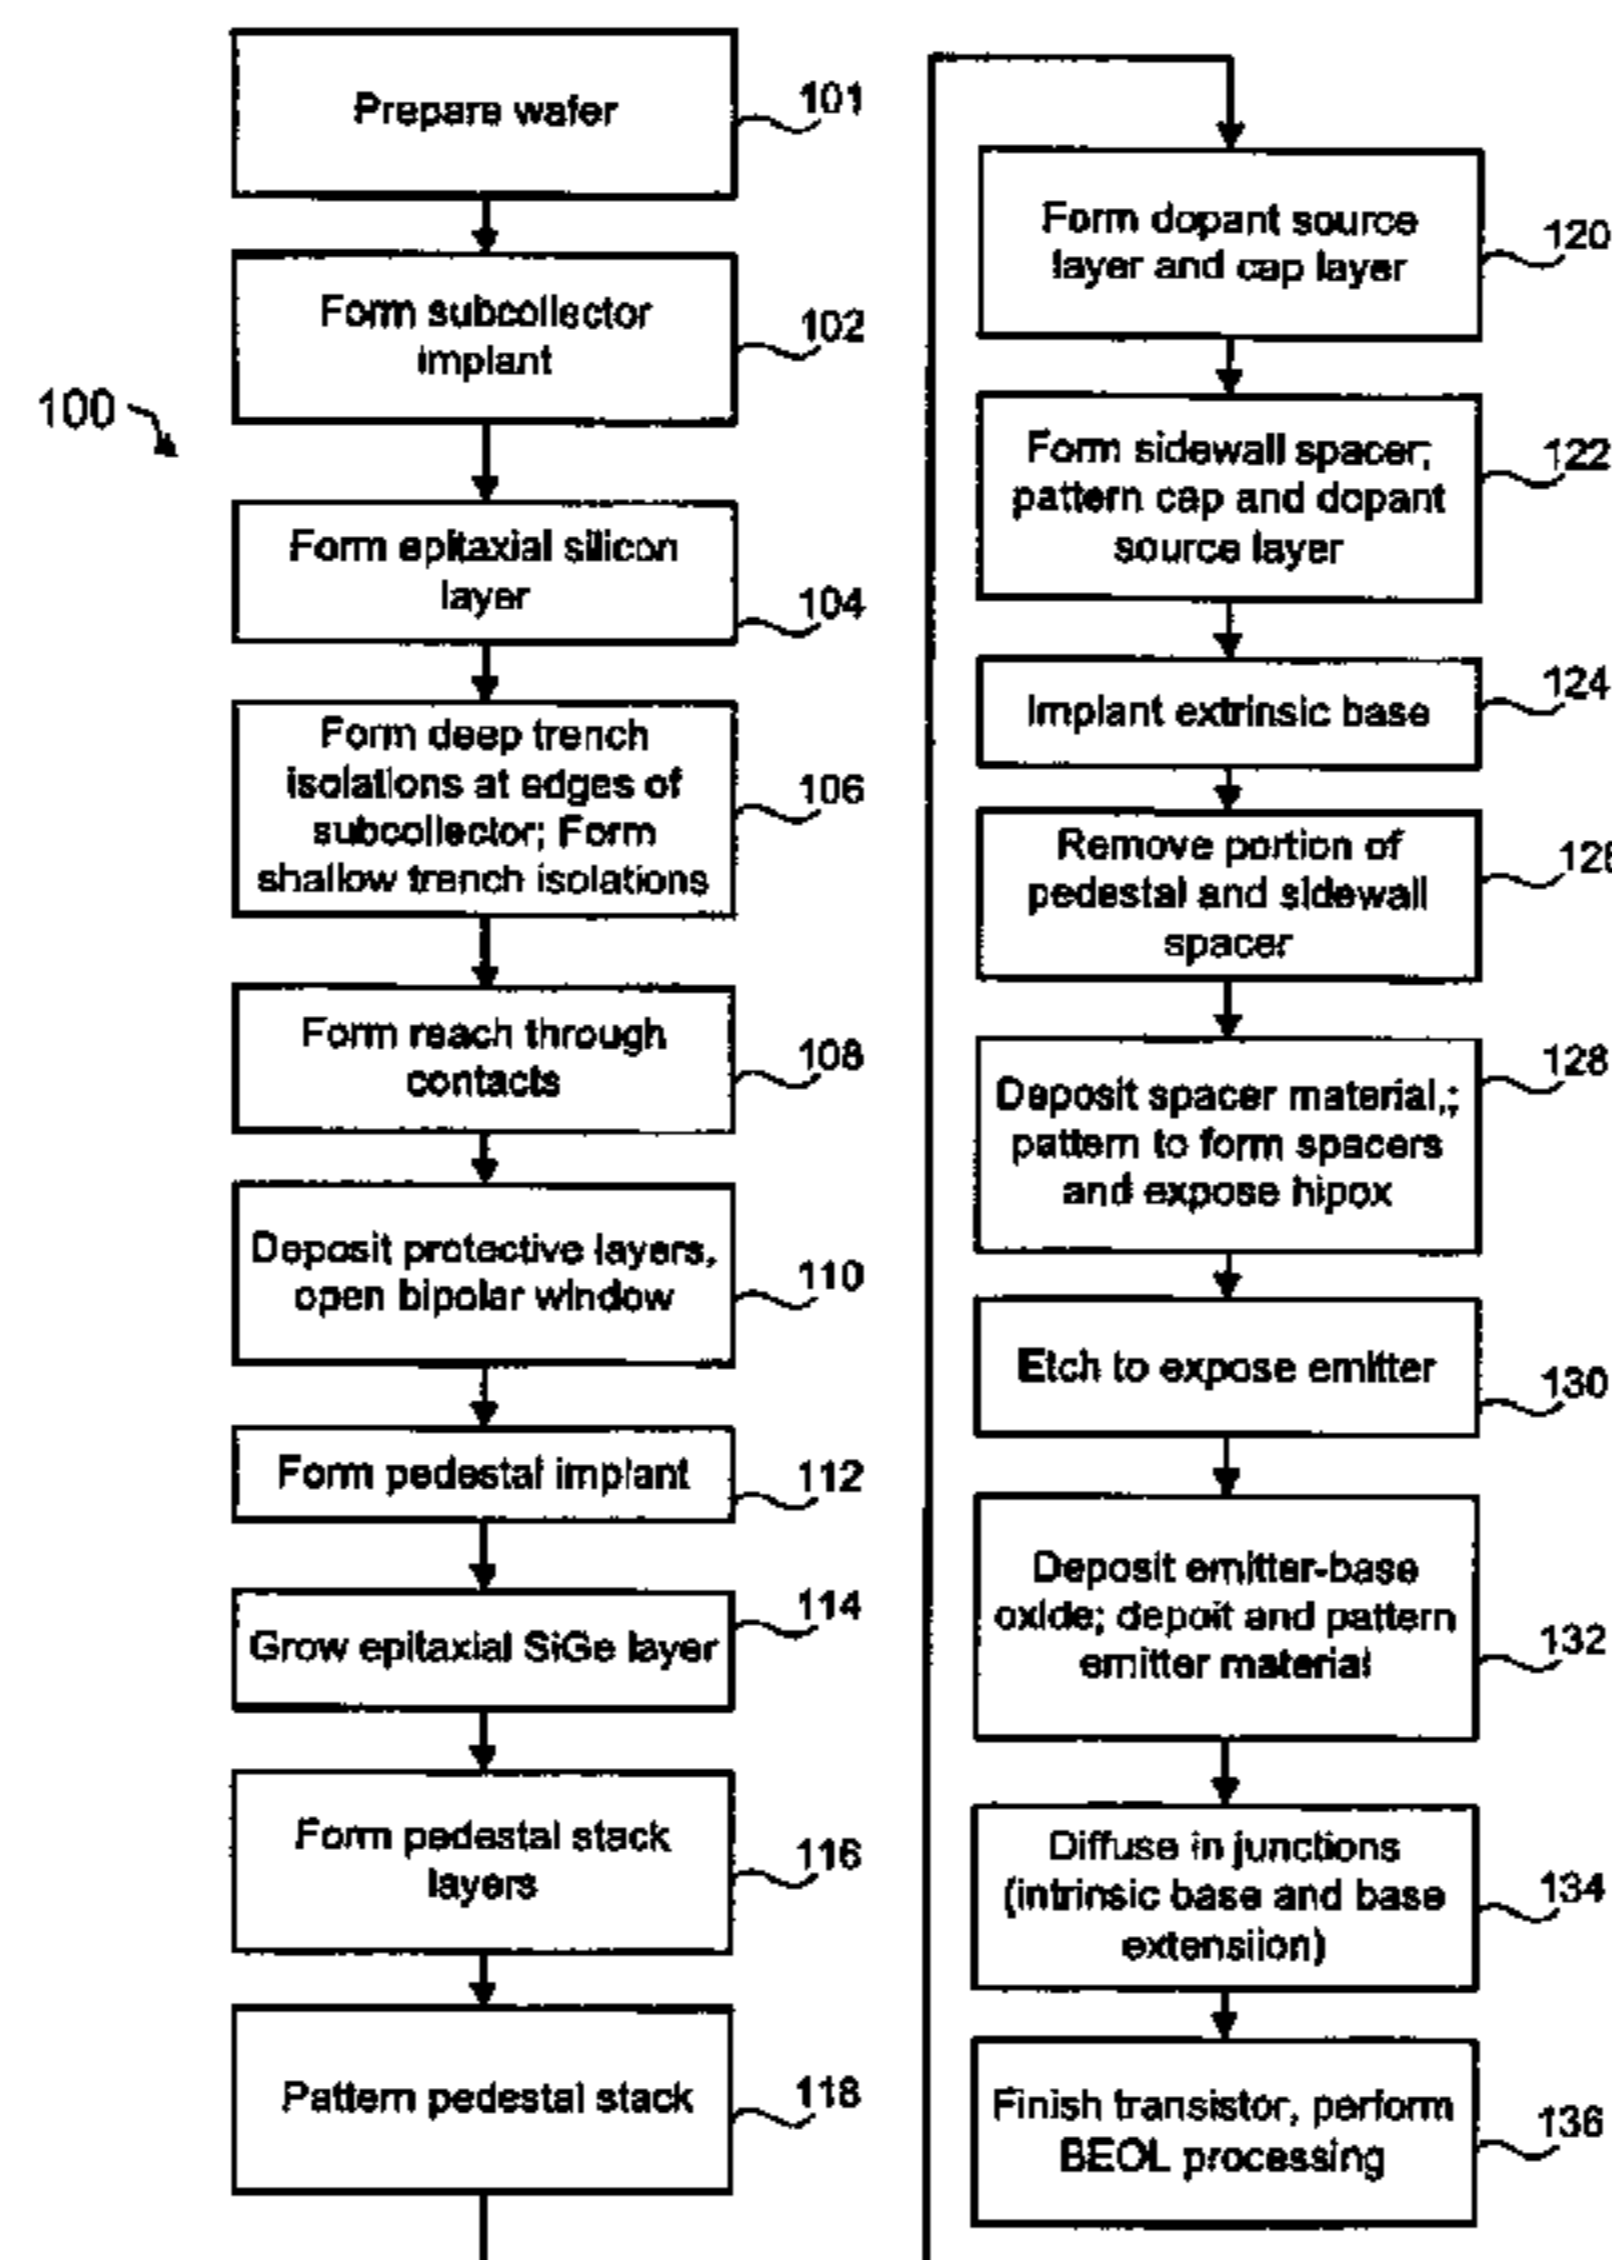 100
Prepare wafer
101
Form subcollector
implant
102
Form epitaxial silicon
layer
104
Form deep trench
isolations at edges of
subcollector; Form
shallow trench isolations
106
Form reach through
contacts
108
Deposit protective layers,
open bipolar window
110
Form pedestal implant
112
Grow epitaxial SiGe layer
114
Form pedestal stack
layers
116
Pattern pedestal stack
118
Form dopant source
layer and cap layer
120
Form sidewall spacer;
pattern cap and dopant
source layer
122
Implant extrinsic base
124
Remove portion of
pedestal and sidewall
spacer
Deposit spacer material,;
pattern to form spacers
and expose hipox
128
Etch to expose emitter
130
Deposit emitter-base
oxide; depoit and pattern
emitter material
132
Diffuse in junctions
(intrinsic base and base
extensiion)
134
Finish transistor, perform
BEOL processing
136